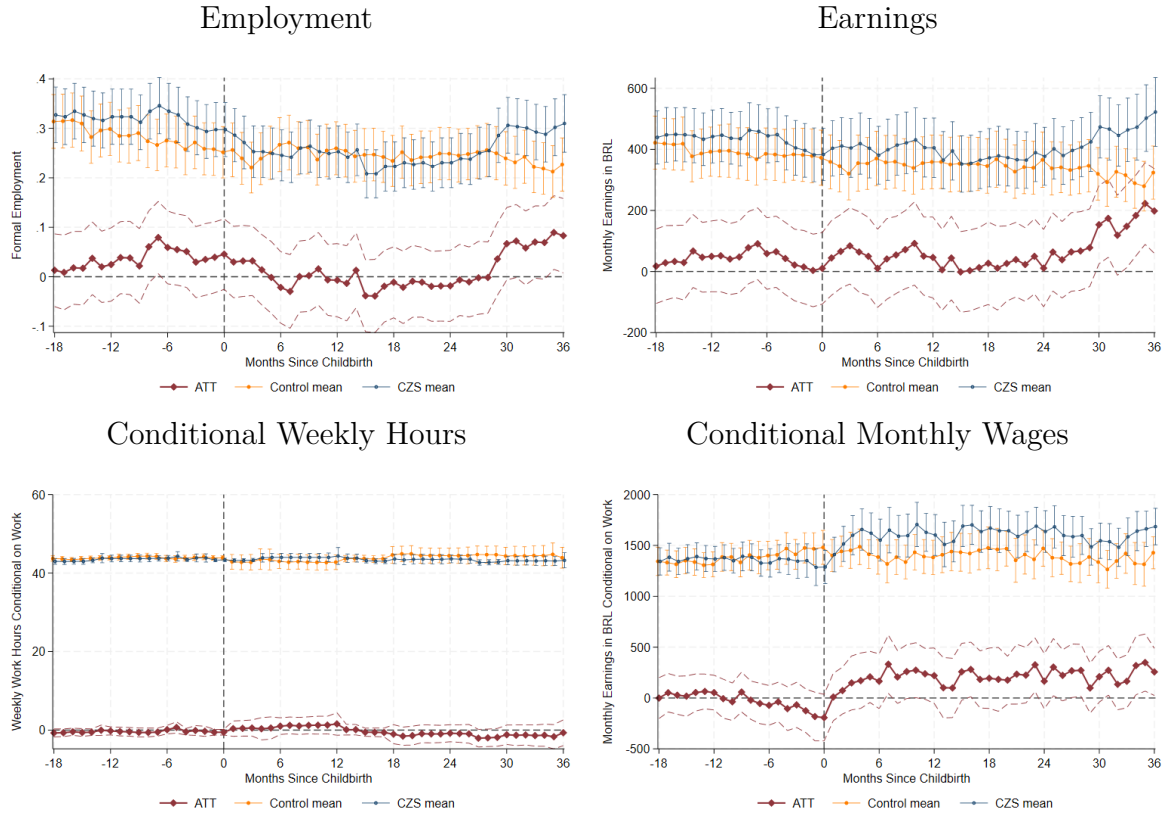 Employment
Earnings
Formal Employment
.4
.3
.2
.1
0
-.1
-18 -12 -6 0 6 12 18 24 30 36
Months Since Childbirth
ATT Control mean CZS mean
Monthly Earnings in BRL
600
400
200
0
-200
-18 -12 -6 0 6 12 18 24 30 36
Months Since Childbirth
ATT Control mean CZS mean
Conditional Weekly Hours
Conditional Monthly Wages
Weekly Work Hours Conditional on Work
60
40
20
0
-18 -12 -6 0 6 12 18 24 30 36
Months Since Childbirth
ATT Control mean CZS mean
Monthly Earnings in BRL Conditional on Work
2000
1500
1000
500
0
-500
-18 -12 -6 0 6 12 18 24 30 36
Months Since Childbirth
ATT Control mean CZS mean